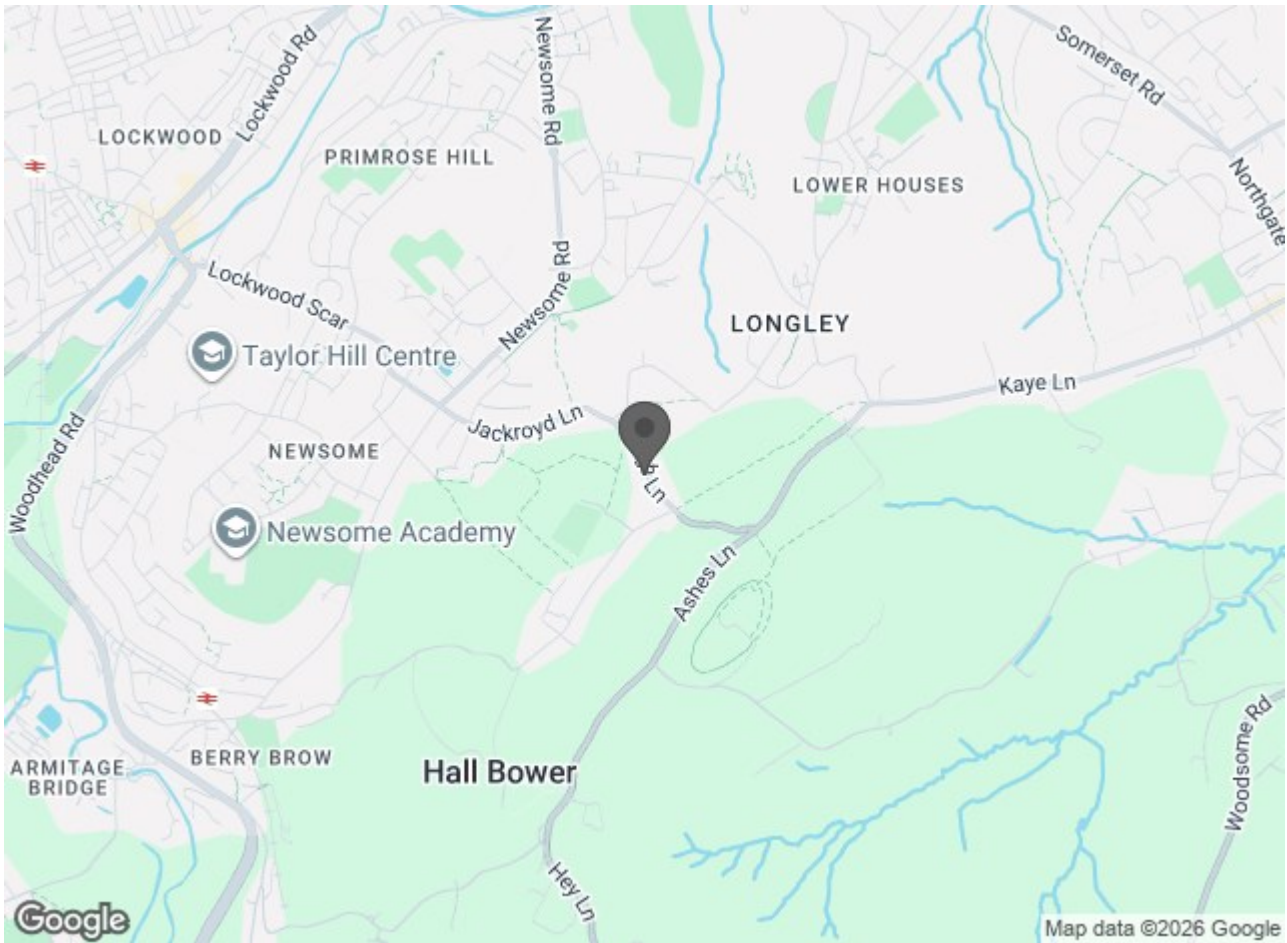 Lockwood Rd
Newsome Rd
Somerset Rd
LOCKWOOD
PRIMROSE HILL
LOWER HOUSES
Northgate
Newsome Rd
Lockwood Scar
LONGLEY
Taylor Hill Centre
Kaye Ln
Jackroyd Ln
Woodhead Rd
NEWSOME
Ln
Newsome Academy
Ashes Ln
BERRY BROW
ARMITAGE
BRIDGE
Hall Bower
Woodsome Rd
Hey Ln
Google
Map data ©2026 Google